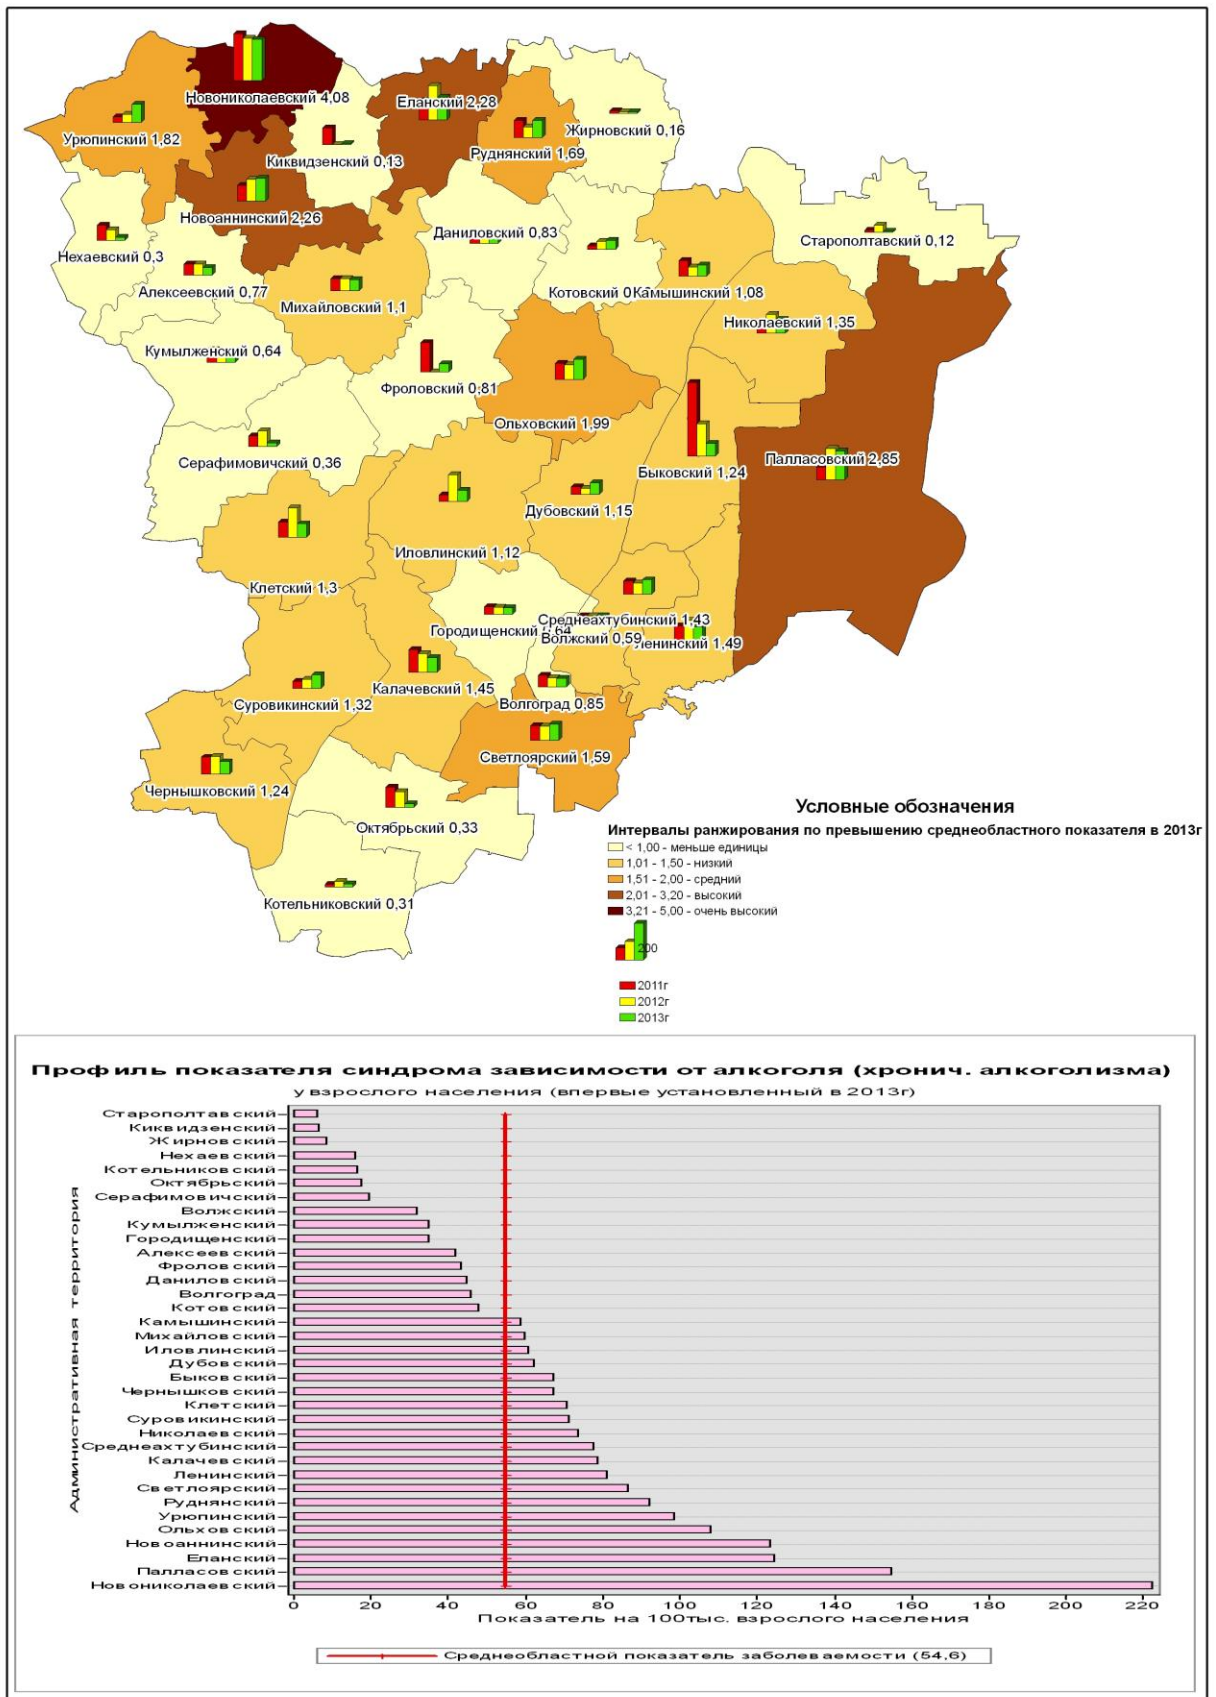 Новониколаевский 4,08
Еланский 2,28
Урюпинский 1,82
Киквидзенский 0,13
Руднянский 1,69
Жирновский 0,16
Новоаннинский 2,26
Даниловский 0,83
Старополтавский 0,12
Нехаевский 0,3
Алексеевский 0,77
Михайловский 1,1
Котовский
Камышинский 1,08
Николаевский 1,35
Кумылженский 0,64
Фроловский 0,81
Ольховский 1,99
Серафимовичский 0,36
Быковский 1,24
Палласовский 2,85
Дубовский 1,15
Иловлинский 1,12
Клетский 1,3
Среднеахтубинский 1,43
Городищенский 0,64
Волжский 0,59
Ленинский 1,49
Калачевский 1,45
Суровикинский 1,32
Волгоград 0,85
Светлоярский 1,59
Чернышковский 1,24
Октябрьский 0,33
Котельниковский 0,31
Условные обозначения
Интервалы ранжирования по превышению среднеобластного показателя в 2013г
< 1,00 - меньше единицы
1,01 - 1,50 - низкий
1,51 - 2,00 - средний
2,01 - 3,20 - высокий
3,21 - 5,00 - очень высокий
200
2011г
2012г
2013г
Профиль показателя синдрома зависимости от алкоголя (хронич. алкоголизма)
у взрослого населения (впервые установленный в 2013г)
Административная территория
Старополтавский
Киквидзенский
Жирновский
Нехаевский
Котельниковский
Октябрьский
Серафимовичский
Волжский
Кумылженский
Городищенский
Алексеевский
Фроловский
Даниловский
Волгоград
Котовский
Камышинский
Михайловский
Иловлинский
Дубовский
Быковский
Чернышковский
Клетский
Суровикинский
Николаевский
Среднеахтубинский
Калачевский
Ленинский
Светлоярский
Руднянский
Урюпинский
Ольховский
Новоаннинский
Еланский
Палласовский
Новониколаевский
0 20 40 60 80 100 120 140 160 180 200 220
Показатель на 100тыс. взрослого населения
Среднеобластной показатель заболеваемости (54,6)